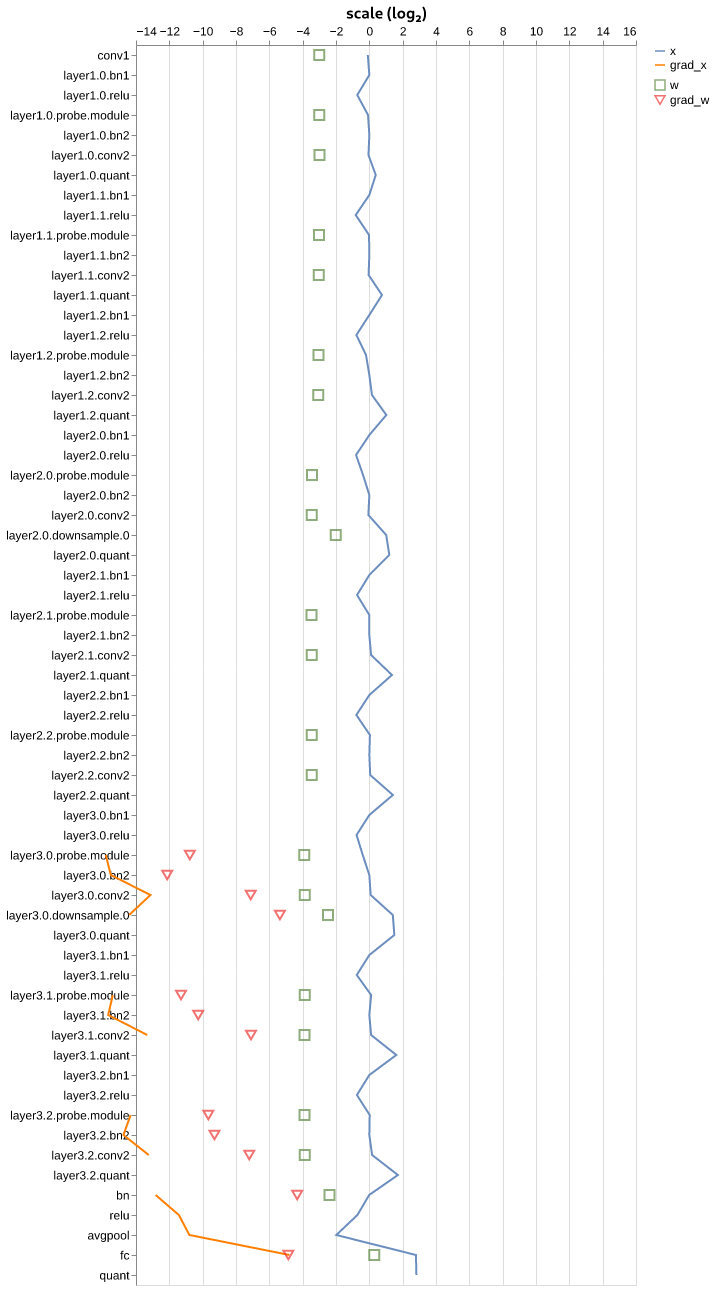 scale (log₂)
−14 −12 −10 −8 −6 −4 −2 0 2 4 6 8 10 12 14 16
x
grad_x
w
grad_w
conv1
layer1.0.bn1
layer1.0.relu
layer1.0.probe.module
layer1.0.bn2
layer1.0.conv2
layer1.0.quant
layer1.1.bn1
layer1.1.relu
layer1.1.probe.module
layer1.1.bn2
layer1.1.conv2
layer1.1.quant
layer1.2.bn1
layer1.2.relu
layer1.2.probe.module
layer1.2.bn2
layer1.2.conv2
layer1.2.quant
layer2.0.bn1
layer2.0.relu
layer2.0.probe.module
layer2.0.bn2
layer2.0.conv2
layer2.0.downsample.0
layer2.0.quant
layer2.1.bn1
layer2.1.relu
layer2.1.probe.module
layer2.1.bn2
layer2.1.conv2
layer2.1.quant
layer2.2.bn1
layer2.2.relu
layer2.2.probe.module
layer2.2.bn2
layer2.2.conv2
layer2.2.quant
layer3.0.bn1
layer3.0.relu
layer3.0.probe.module
layer3.0.bn2
layer3.0.conv2
layer3.0.downsample.0
layer3.0.quant
layer3.1.bn1
layer3.1.relu
layer3.1.probe.module
layer3.1.bn2
layer3.1.conv2
layer3.1.quant
layer3.2.bn1
layer3.2.relu
layer3.2.probe.module
layer3.2.bn2
layer3.2.conv2
layer3.2.quant
bn
relu
avgpool
fc
quant